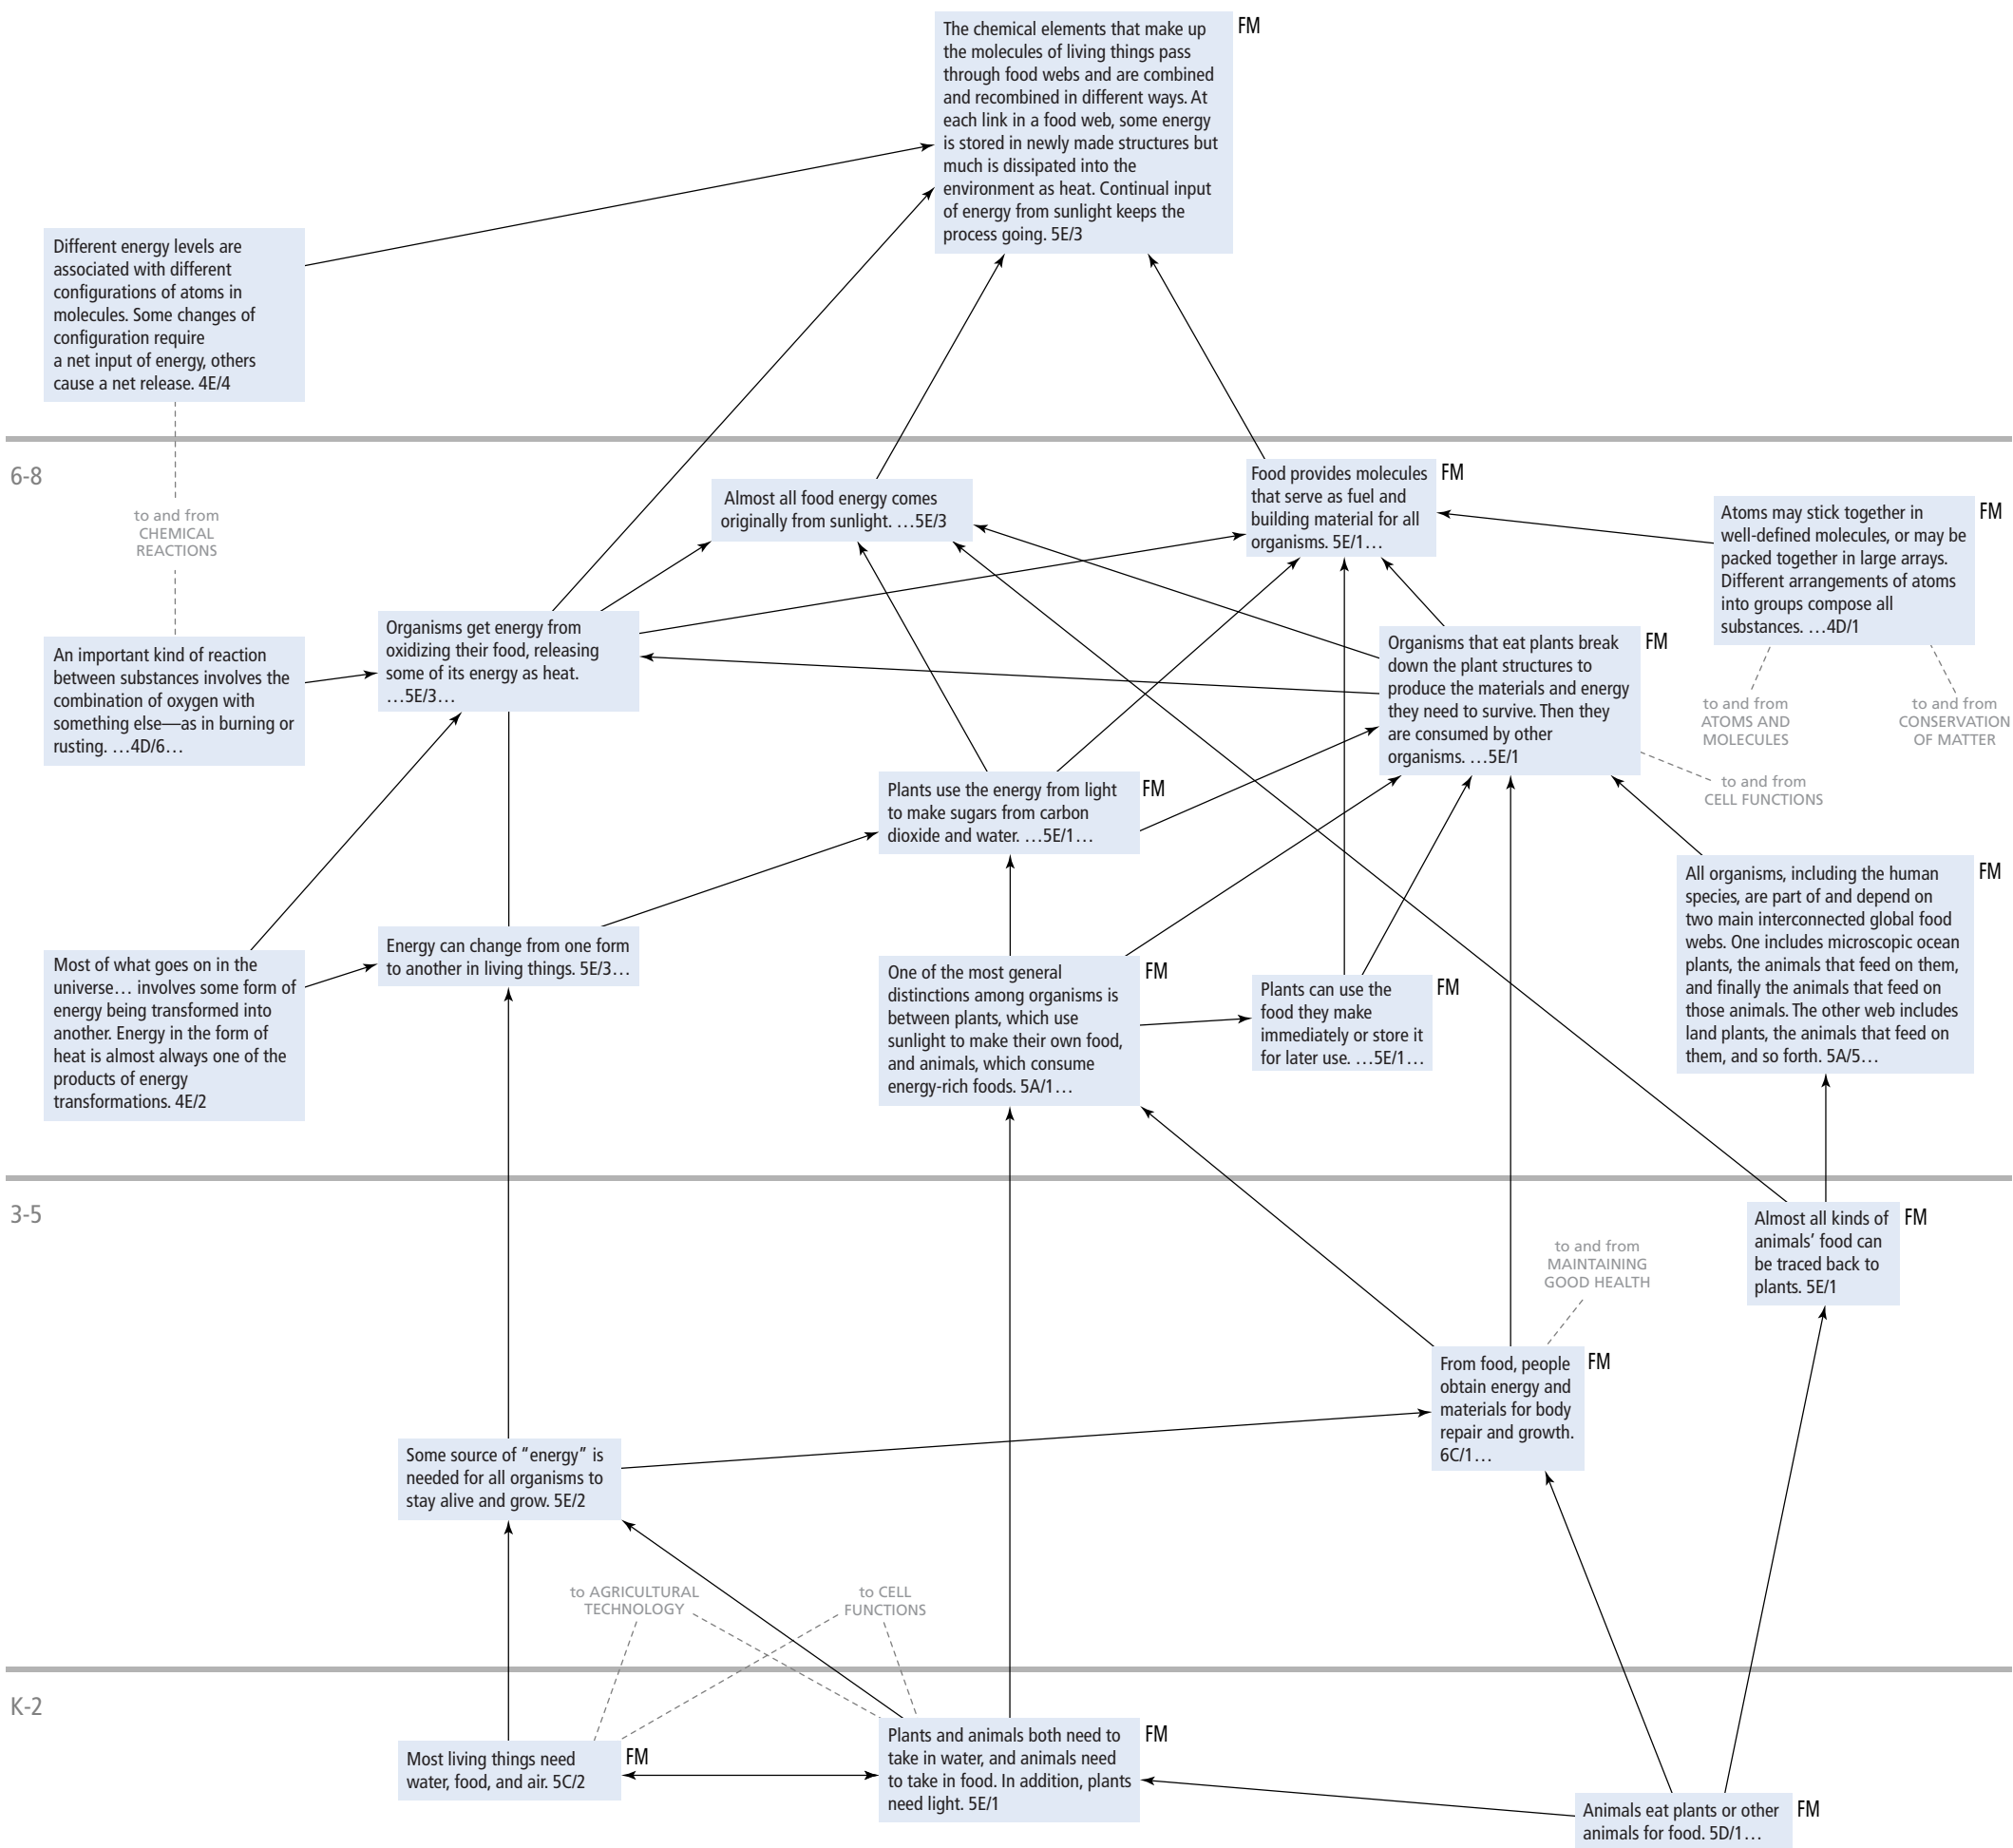 The chemical elements that make up
the molecules of living things pass
through food webs and are combined
and recombined in different ways. At
each link in a food web, some energy
is stored in newly made structures but
much is dissipated into the
environment as heat. Continual input
of energy from sunlight keeps the
process going. 5E/3
FM
Different energy levels are
associated with different
configurations of atoms in
molecules. Some changes of
configuration require
a net input of energy, others
cause a net release. 4E/4
6-8
to and from
CHEMICAL
REACTIONS
Almost all food energy comes
originally from sunlight. …5E/3
Food provides molecules
that serve as fuel and
building material for all
organisms. 5E/1…
FM
Atoms may stick together in
well-defined molecules, or may be
packed together in large arrays.
Different arrangements of atoms
into groups compose all
substances. …4D/1
FM
An important kind of reaction
between substances involves the
combination of oxygen with
something else—as in burning or
rusting. …4D/6…
Organisms get energy from
oxidizing their food, releasing
some of its energy as heat.
…5E/3…
Organisms that eat plants break
down the plant structures to
produce the materials and energy
they need to survive. Then they
are consumed by other
organisms. …5E/1
FM
to and from
ATOMS AND
MOLECULES
to and from
CONSERVATION
OF MATTER
to and from
CELL FUNCTIONS
Plants use the energy from light
to make sugars from carbon
dioxide and water. …5E/1…
FM
All organisms, including the human
species, are part of and depend on
two main interconnected global food
webs. One includes microscopic ocean
plants, the animals that feed on them,
and finally the animals that feed on
those animals. The other web includes
land plants, the animals that feed on
them, and so forth. 5A/5…
FM
Most of what goes on in the
universe… involves some form of
energy being transformed into
another. Energy in the form of
heat is almost always one of the
products of energy
transformations. 4E/2
Energy can change from one form
to another in living things. 5E/3…
One of the most general
distinctions among organisms is
between plants, which use
sunlight to make their own food,
and animals, which consume
energy-rich foods. 5A/1…
FM
Plants can use the
food they make
immediately or store it
for later use. …5E/1…
FM
3-5
Almost all kinds of
animals’ food can
be traced back to
plants. 5E/1
FM
to and from
MAINTAINING
GOOD HEALTH
From food, people
obtain energy and
materials for body
repair and growth.
6C/1…
FM
Some source of “energy” is
needed for all organisms to
stay alive and grow. 5E/2
to AGRICULTURAL
TECHNOLOGY
to CELL
FUNCTIONS
K-2
Most living things need
water, food, and air. 5C/2
FM
Plants and animals both need to
take in water, and animals need
to take in food. In addition, plants
need light. 5E/1
FM
Animals eat plants or other
animals for food. 5D/1…
FM